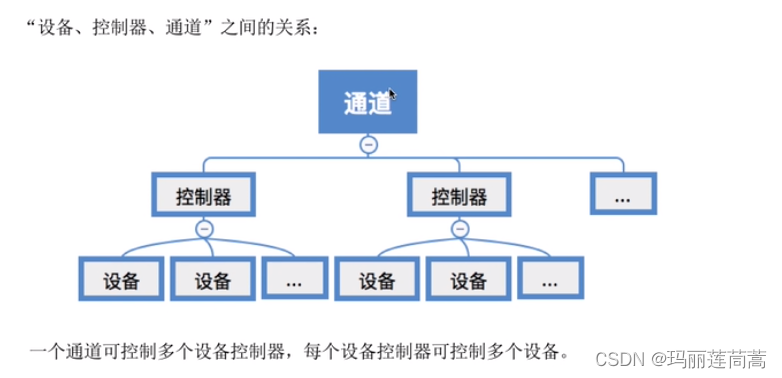 “设备、控制器、通道”之间的关系：
通道
控制器 控制器 ...
设备 设备 ... 设备 设备 ...
一个通道可控制多个设备控制器，每个设备控制器可控制多个设备。
CSDN @玛丽莲茼蒿